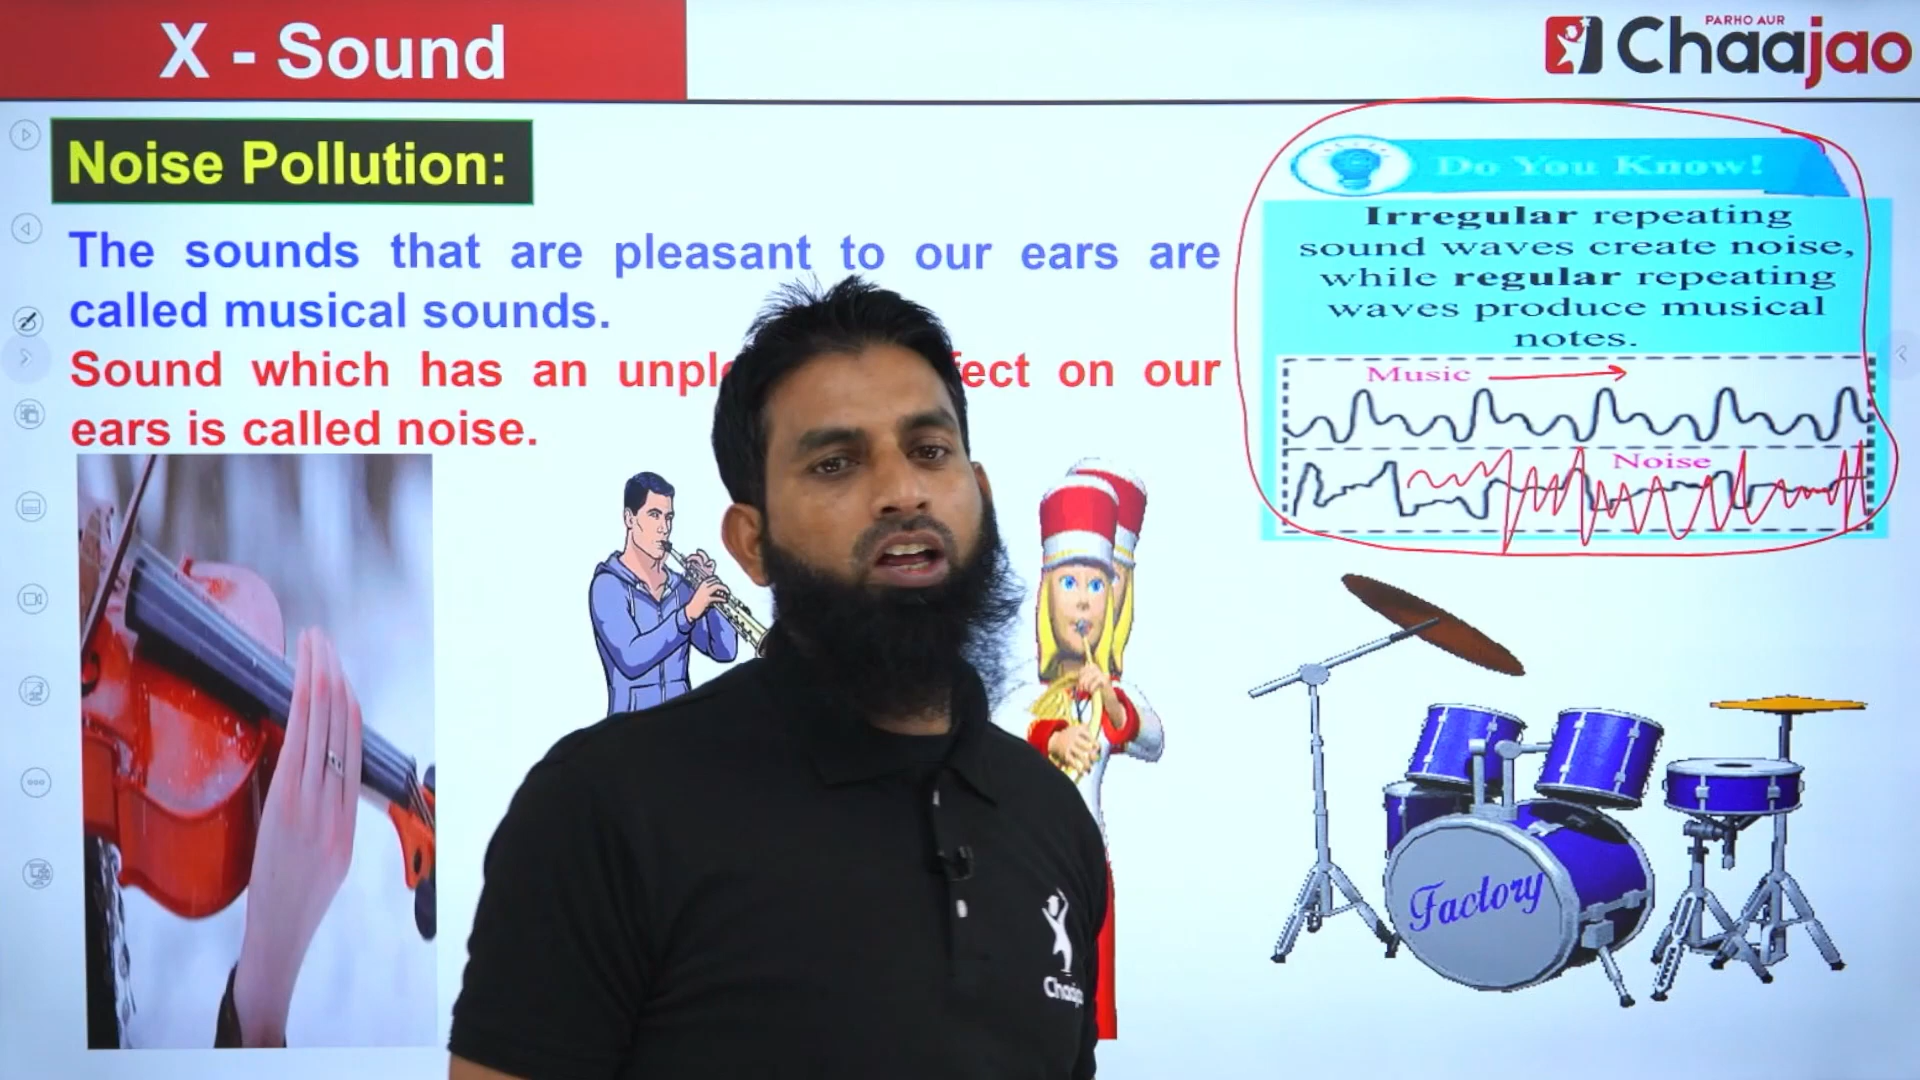 X - Sound
PARHO AUR
Chaajao
Noise Pollution:
The sounds that are pleasant to our ears are
called musical sounds.
Sound which has an
on our
ears is called noise.
Do You Know!
Irregular repeating
sound waves create noise,
while regular repeating
waves produce musical
notes.
Music
Noise
Factory